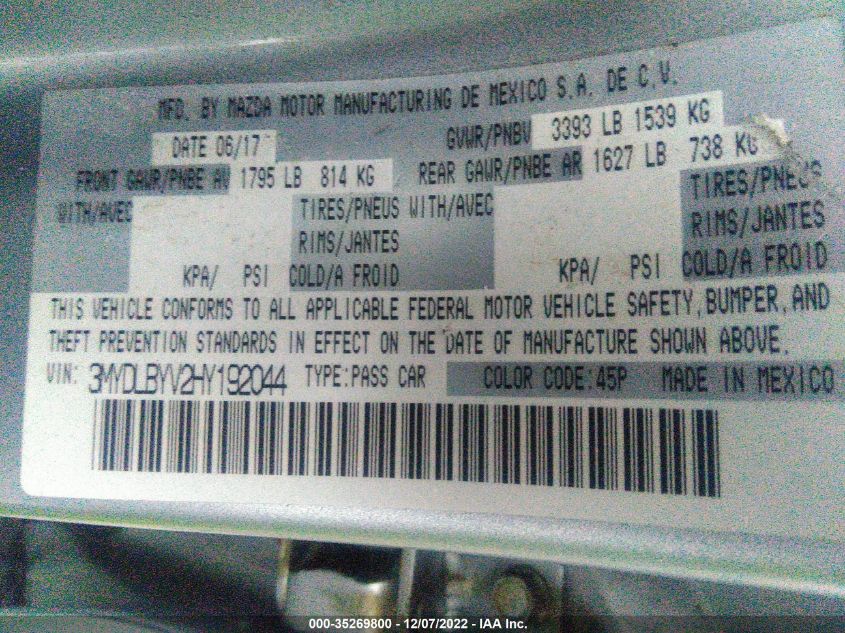 MFD. BY MAZDA MOTOR MANUFACTURING DE MEXICO S.A. DE C.V.
DATE 06/17 GVWR/PNBV 3393 LB 1539 KG
FRONT GAWR/PNBE AV 1795 LB 814 KG REAR GAWR/PNBE AR 1627 LB 738 KG
WITH/AVEC TIRES/PNEUS WITH/AVEC TIRES/PNEUS
RIMS/JANTES RIMS/JANTES
KPA/ PSI COLD/A FROID KPA/ PSI COLD/A FROID
THIS VEHICLE CONFORMS TO ALL APPLICABLE FEDERAL MOTOR VEHICLE SAFETY, BUMPER, AND
THEFT PREVENTION STANDARDS IN EFFECT ON THE DATE OF MANUFACTURE SHOWN ABOVE.
VIN: 3MYDLBYV2HY192044 TYPE:PASS CAR COLOR CODE:45P MADE IN MEXICO
000-35269800 - 12/07/2022 - IAA Inc.